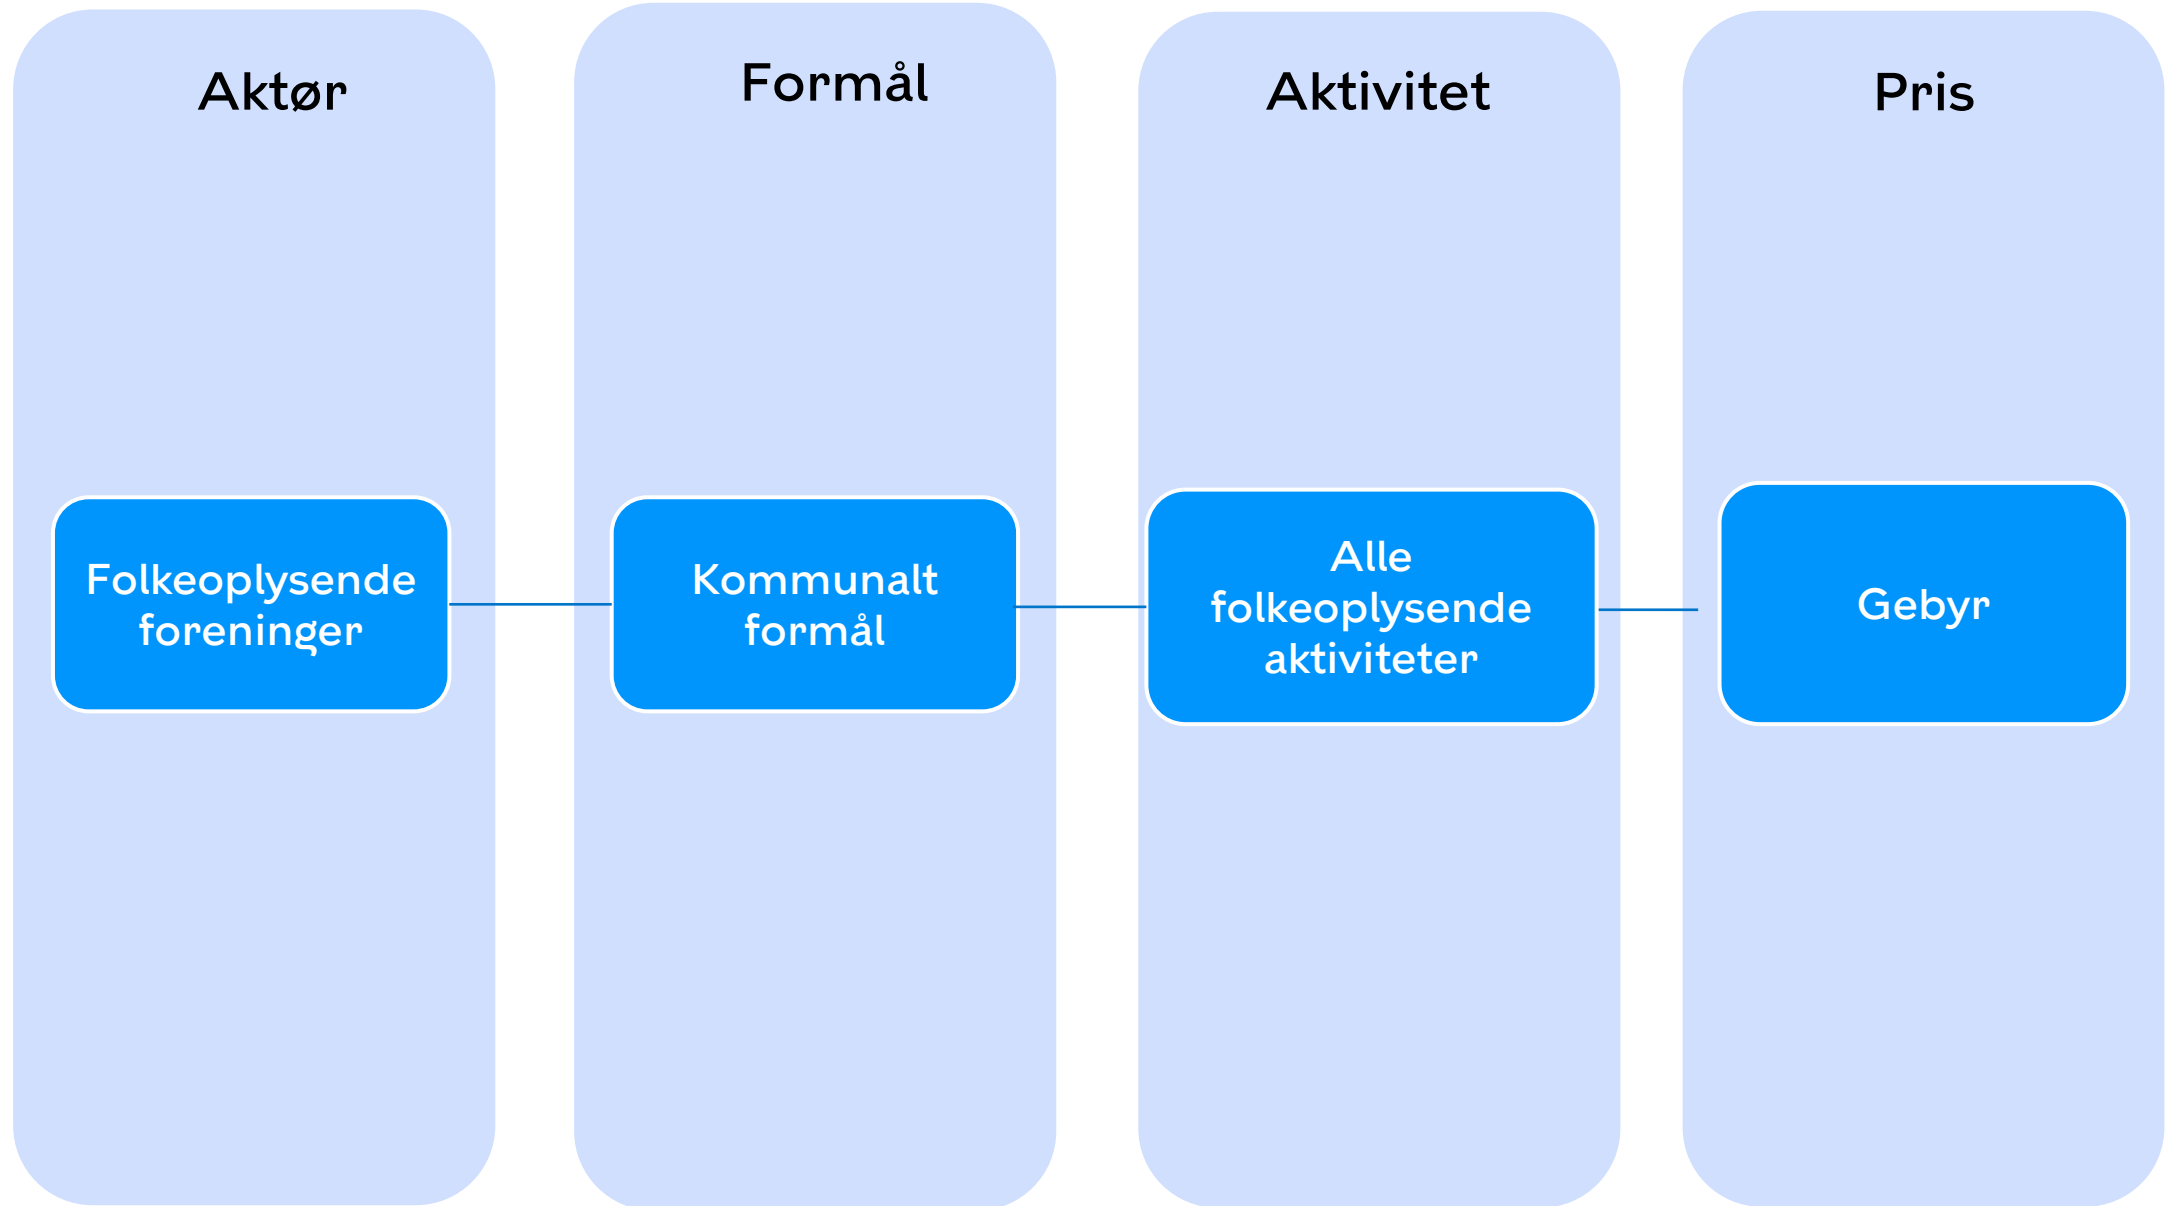 Aktør
Formål
Aktivitet
Pris
Folkeoplysende
foreninger
Kommunalt
formål
Alle
folkeoplysende
aktiviteter
Gebyr